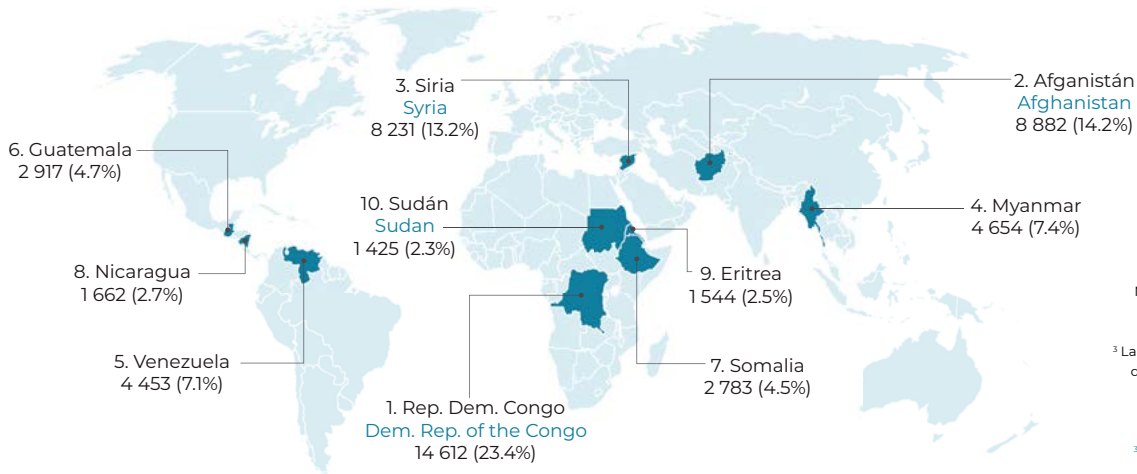 3. Siria
Syria
8 231 (13.2%)
2. Afganistán
Afghanistan
8 882 (14.2%)
6. Guatemala
2 917 (4.7%)
10. Sudán
Sudan
1 425 (2.3%)
4. Myanmar
4 654 (7.4%)
8. Nicaragua
1 662 (2.7%)
9. Eritrea
1 544 (2.5%)
5. Venezuela
4 453 (7.1%)
7. Somalia
2 783 (4.5%)
1. Rep. Dem. Congo
Dem. Rep. of the Congo
14 612 (23.4%)
³ La